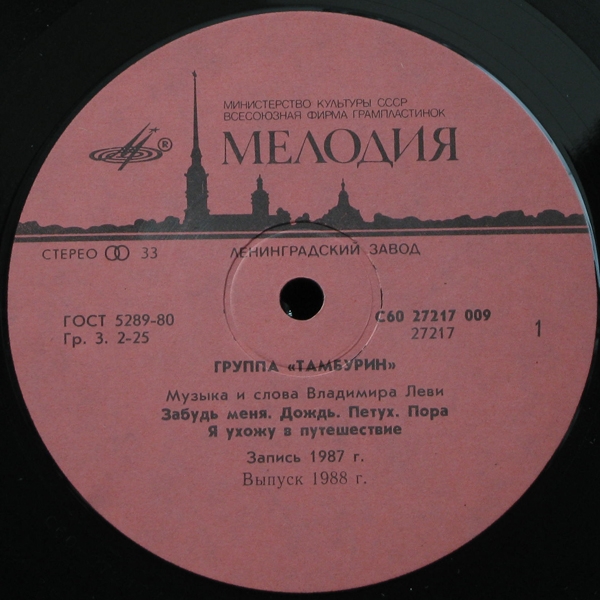 МИНИСТЕРСТВО КУЛЬТУРЫ СССР
ВСЕСОЮЗНАЯ ФИРМА ГРАМПЛАСТИНОК
МЕЛОДИЯ
®
СТЕРЕО 33
ЛЕНИНГРАДСКИЙ ЗАВОД
ГОСТ 5289-80
Гр. 3. 2-25
С60 27217 009
27217
1
ГРУППА «ТАМБУРИН»
Музыка и слова Владимира Леви
Забудь меня. Дождь. Петух. Пора
Я ухожу в путешествие
Запись 1987 г.
Выпуск 1988 г.